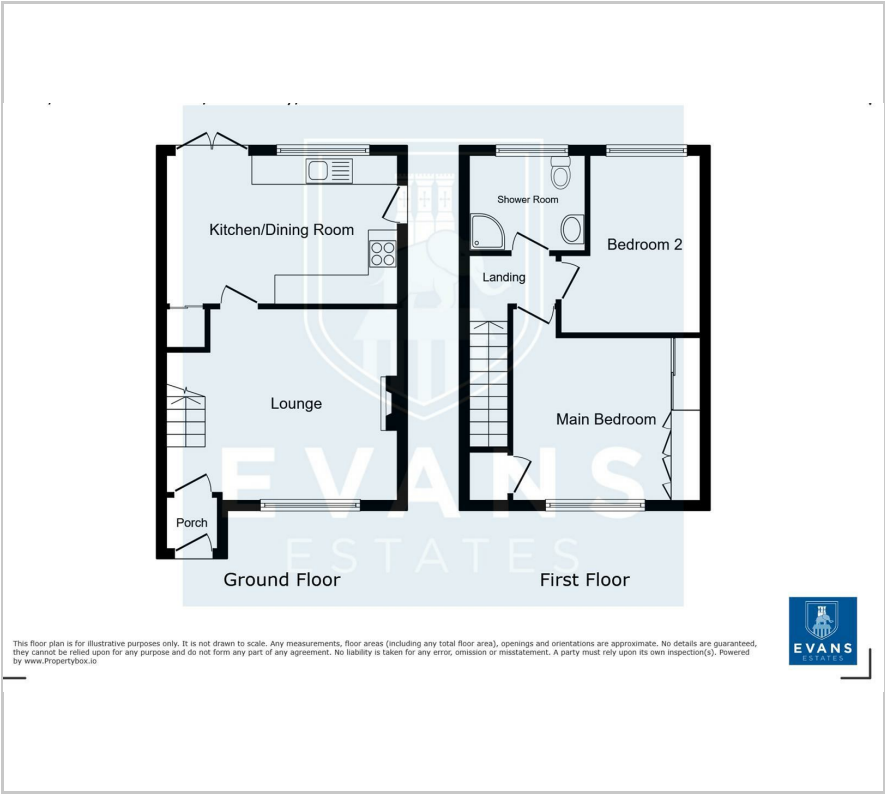 Kitchen/Dining Room
Lounge
Porch
Ground Floor
Shower Room
Landing
Bedroom 2
Main Bedroom
First Floor
EVANS
ESTATES
This floor plan is for illustrative purposes only. It is not drawn to scale. Any measurements, floor areas (including any total floor area), openings and orientations are approximate. No details are guaranteed,
they cannot be relied upon for any purpose and do not form any part of any agreement. No liability is taken for any error, omission or misstatement. A party must rely upon its own inspection(s). Powered
by www.Propertybox.io
EVANS
ESTATES